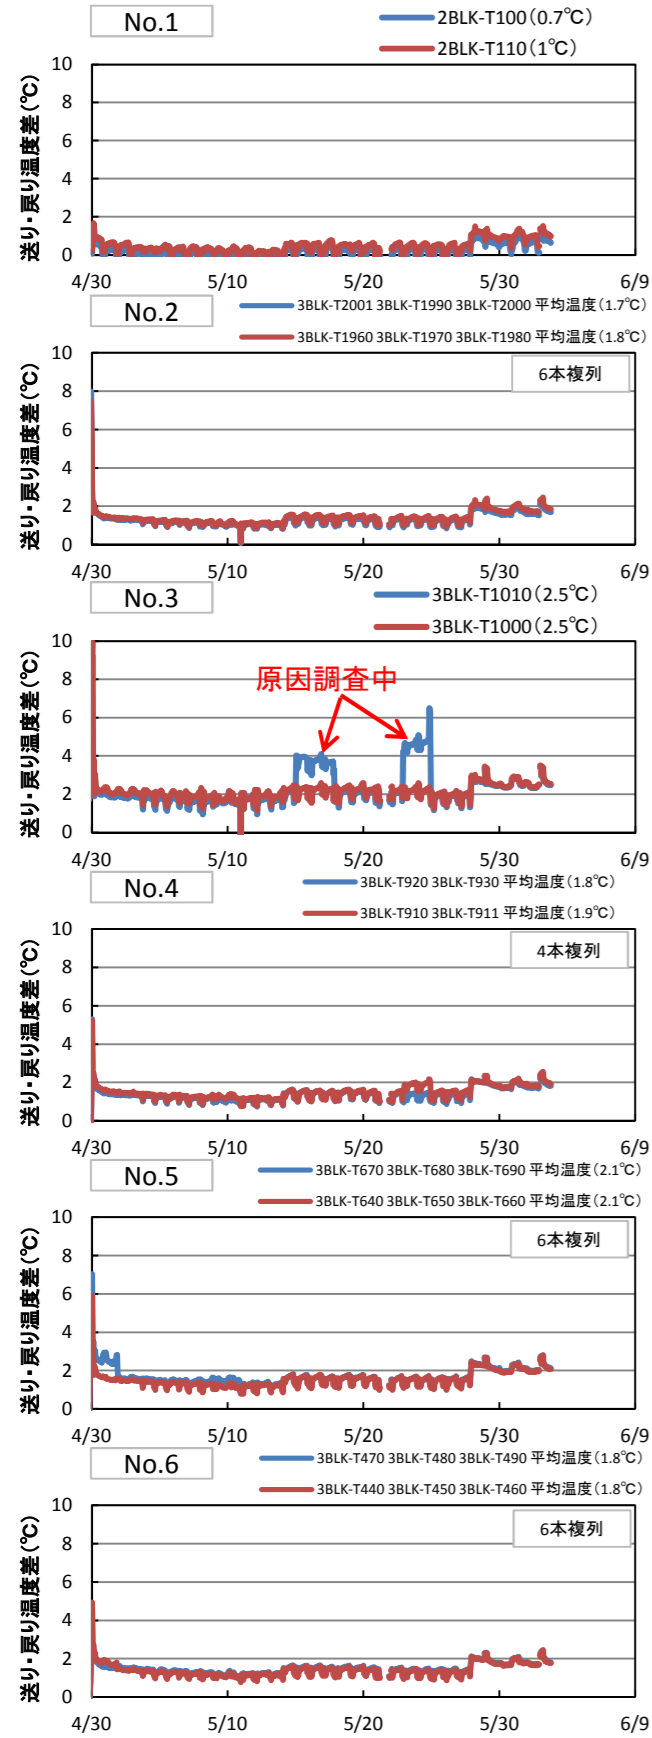 No.1
2BLK-T100(0.7℃)
2BLK-T110(1℃)
送り・戻り温度差(℃)
10
8
6
4
2
0
4/30 5/10 5/20 5/30 6/9
No.2
3BLK-T2001 3BLK-T1990 3BLK-T2000 平均温度(1.7℃)
3BLK-T1960 3BLK-T1970 3BLK-T1980 平均温度(1.8℃)
送り・戻り温度差(℃)
10
6本複列
8
6
4
2
0
4/30 5/10 5/20 5/30 6/9
No.3
3BLK-T1010(2.5℃)
3BLK-T1000(2.5℃)
送り・戻り温度差(℃)
10
原因調査中
8
6
4
2
0
4/30 5/10 5/20 5/30 6/9
No.4
3BLK-T920 3BLK-T930 平均温度(1.8℃)
3BLK-T910 3BLK-T911 平均温度(1.9℃)
送り・戻り温度差(℃)
10
4本複列
8
6
4
2
0
4/30 5/10 5/20 5/30 6/9
No.5
3BLK-T670 3BLK-T680 3BLK-T690 平均温度(2.1℃)
3BLK-T640 3BLK-T650 3BLK-T660 平均温度(2.1℃)
送り・戻り温度差(℃)
10
6本複列
8
6
4
2
0
4/30 5/10 5/20 5/30 6/9
No.6
3BLK-T470 3BLK-T480 3BLK-T490 平均温度(1.8℃)
3BLK-T440 3BLK-T450 3BLK-T460 平均温度(1.8℃)
送り・戻り温度差(℃)
10
6本複列
8
6
4
2
0
4/30 5/10 5/20 5/30 6/9